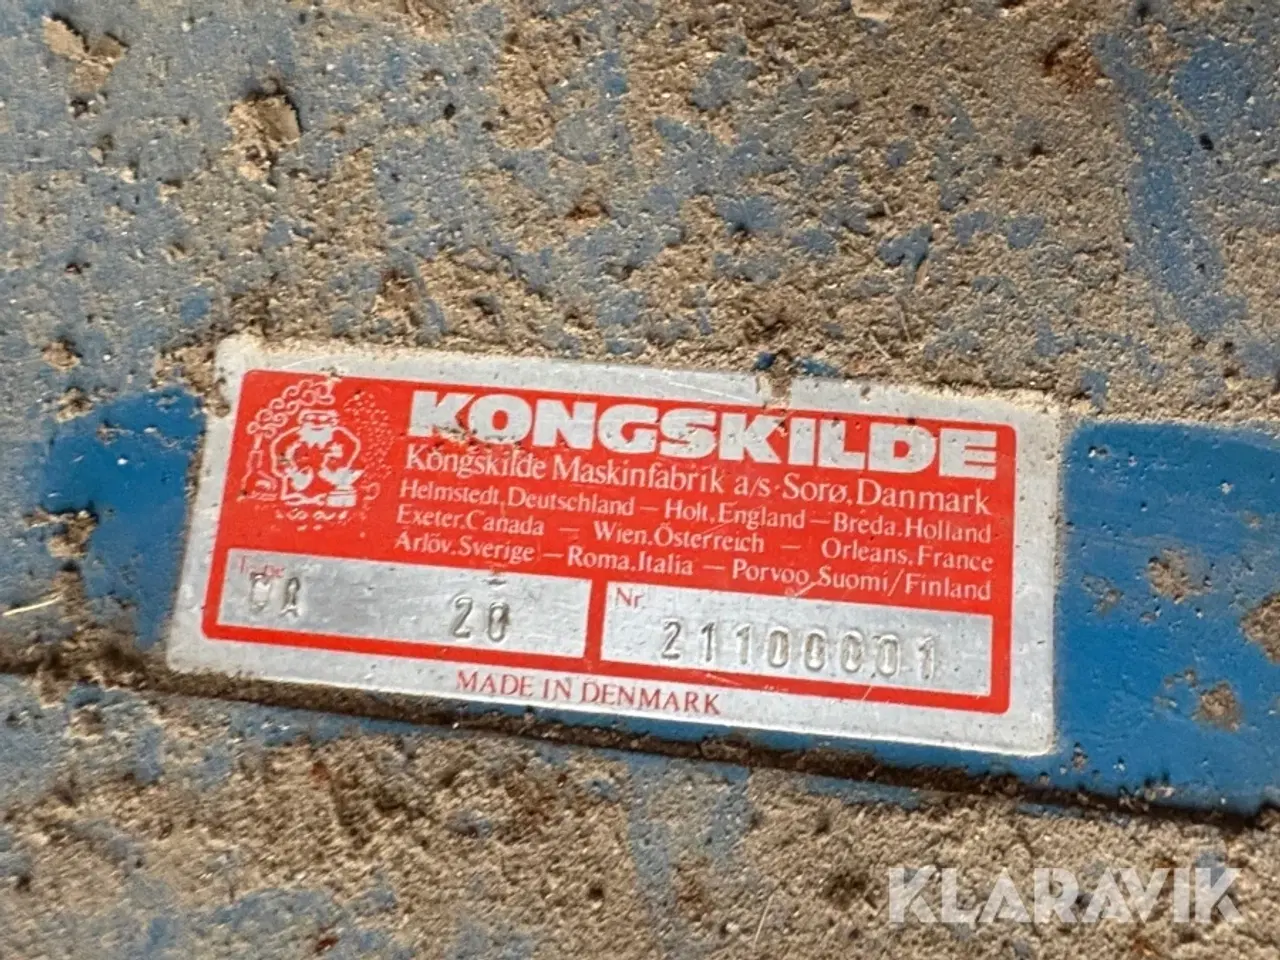 KONGSKILDE
Kongskilde Maskinfabrik a/s · Sorø, Danmark
Helmstedt, Deutschland — Holt, England — Breda, Holland
Exeter, Canada — Wien, Österreich — Orleans, France
Arlöv, Sverige — Roma, Italia — Porvoo, Suomi/Finland
Type
20
Nr.
21100001
MADE IN DENMARK
KLARAVIK